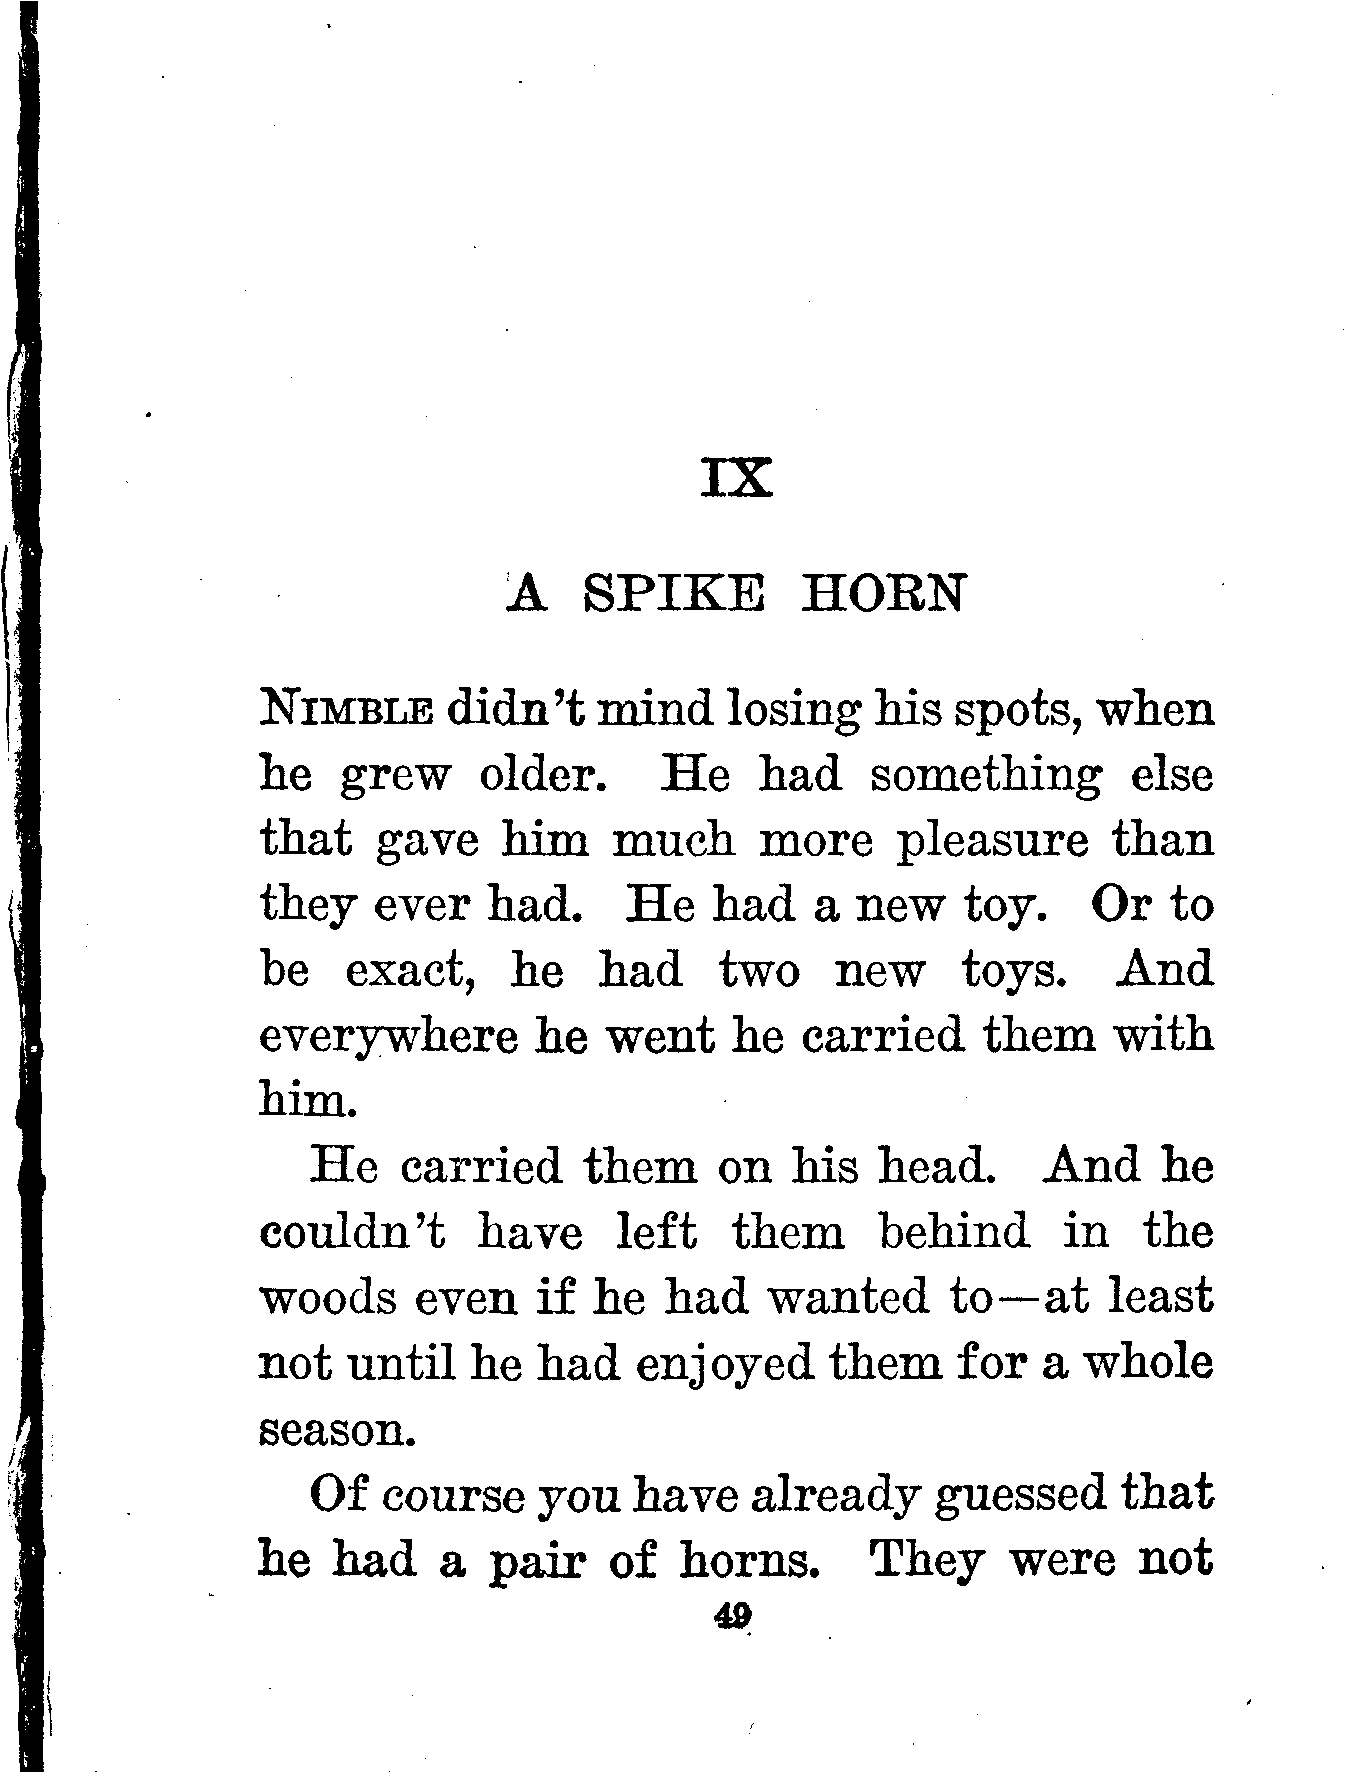 IX
A SPIKE HORN
NIMBLE didn't mind losing his spots, when
he grew older. He had something else
that gave him much more pleasure than
they ever had. He had a new toy. Or to
be exact, he had two new toys. And
everywhere he went he carried them with
him.
He carried them on his head. And he
couldn't have left them behind in the
woods even if he had wanted to—at least
not until he had enjoyed them for a whole
season.
Of course you have already guessed that
he had a pair of horns. They were not
49